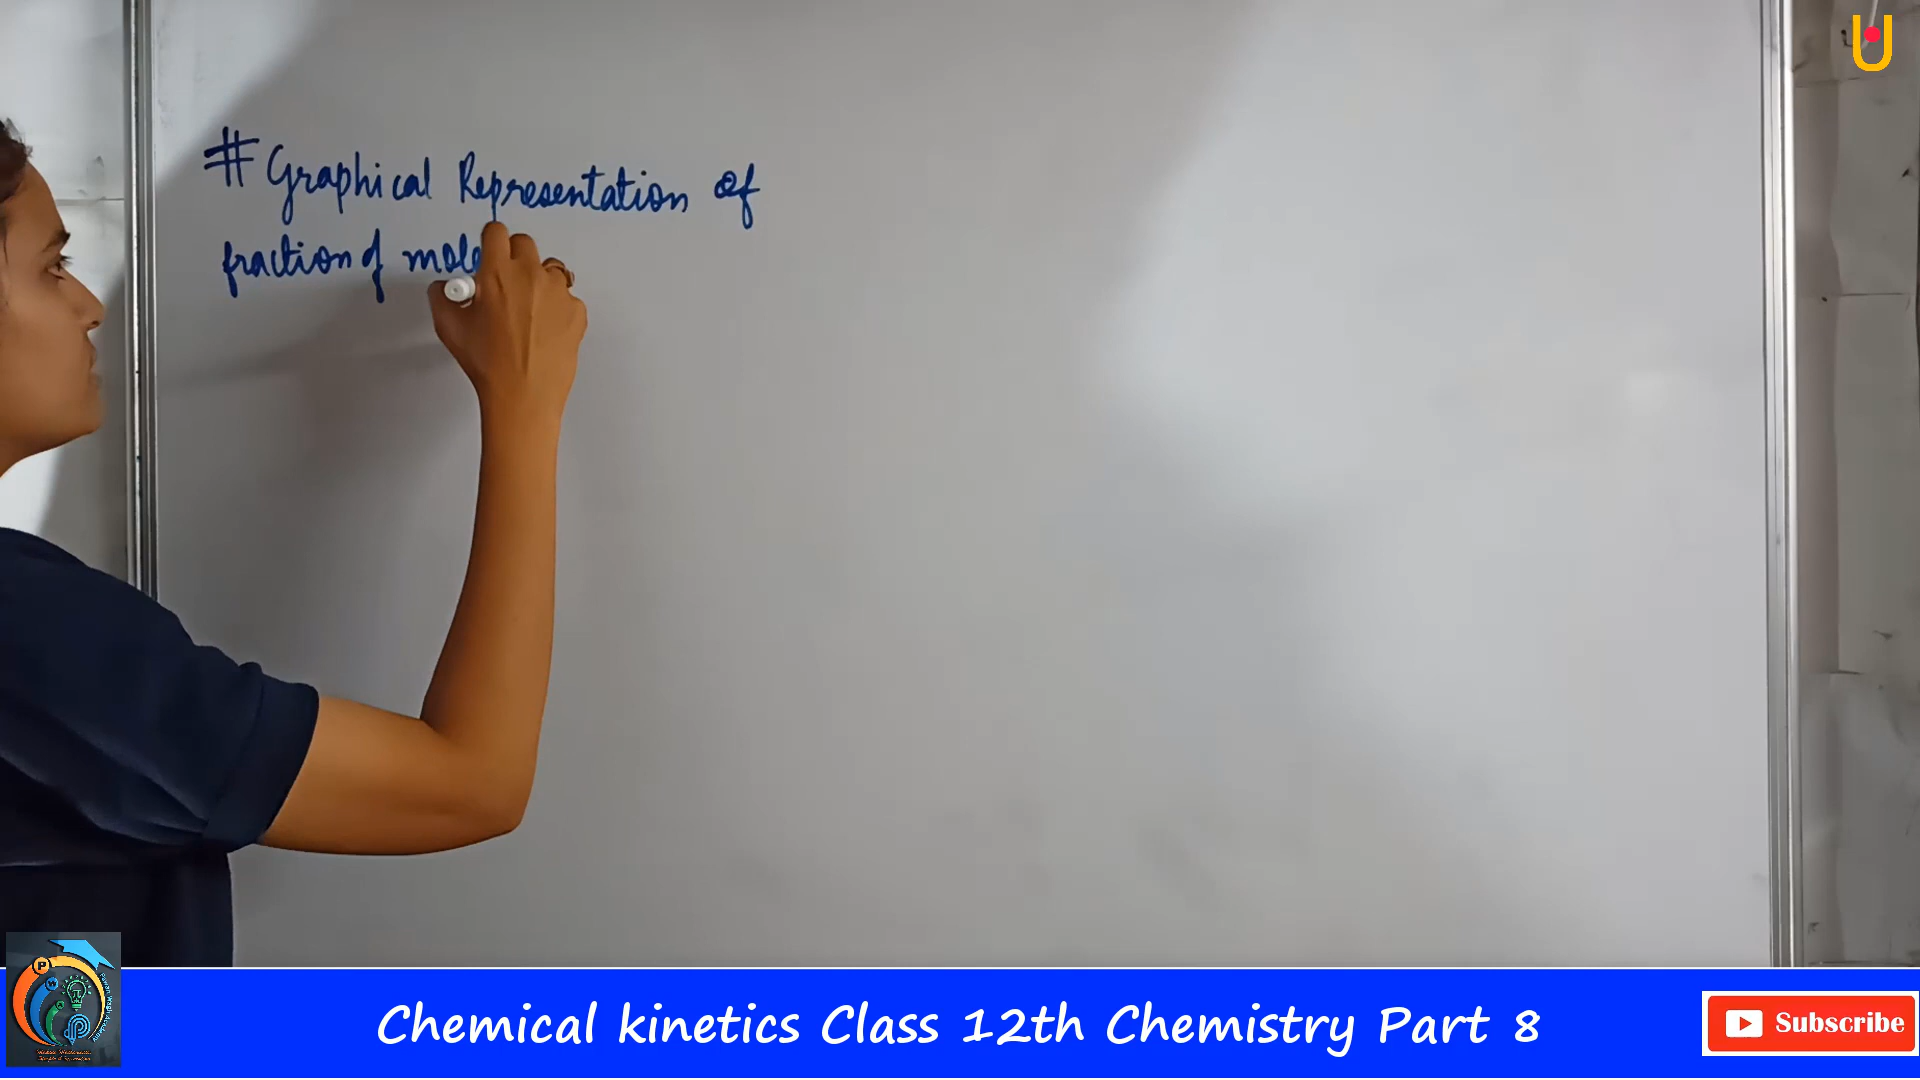 # Graphical Representation of
fraction of mole
Chemical kinetics Class 12th Chemistry Part 8
Subscribe